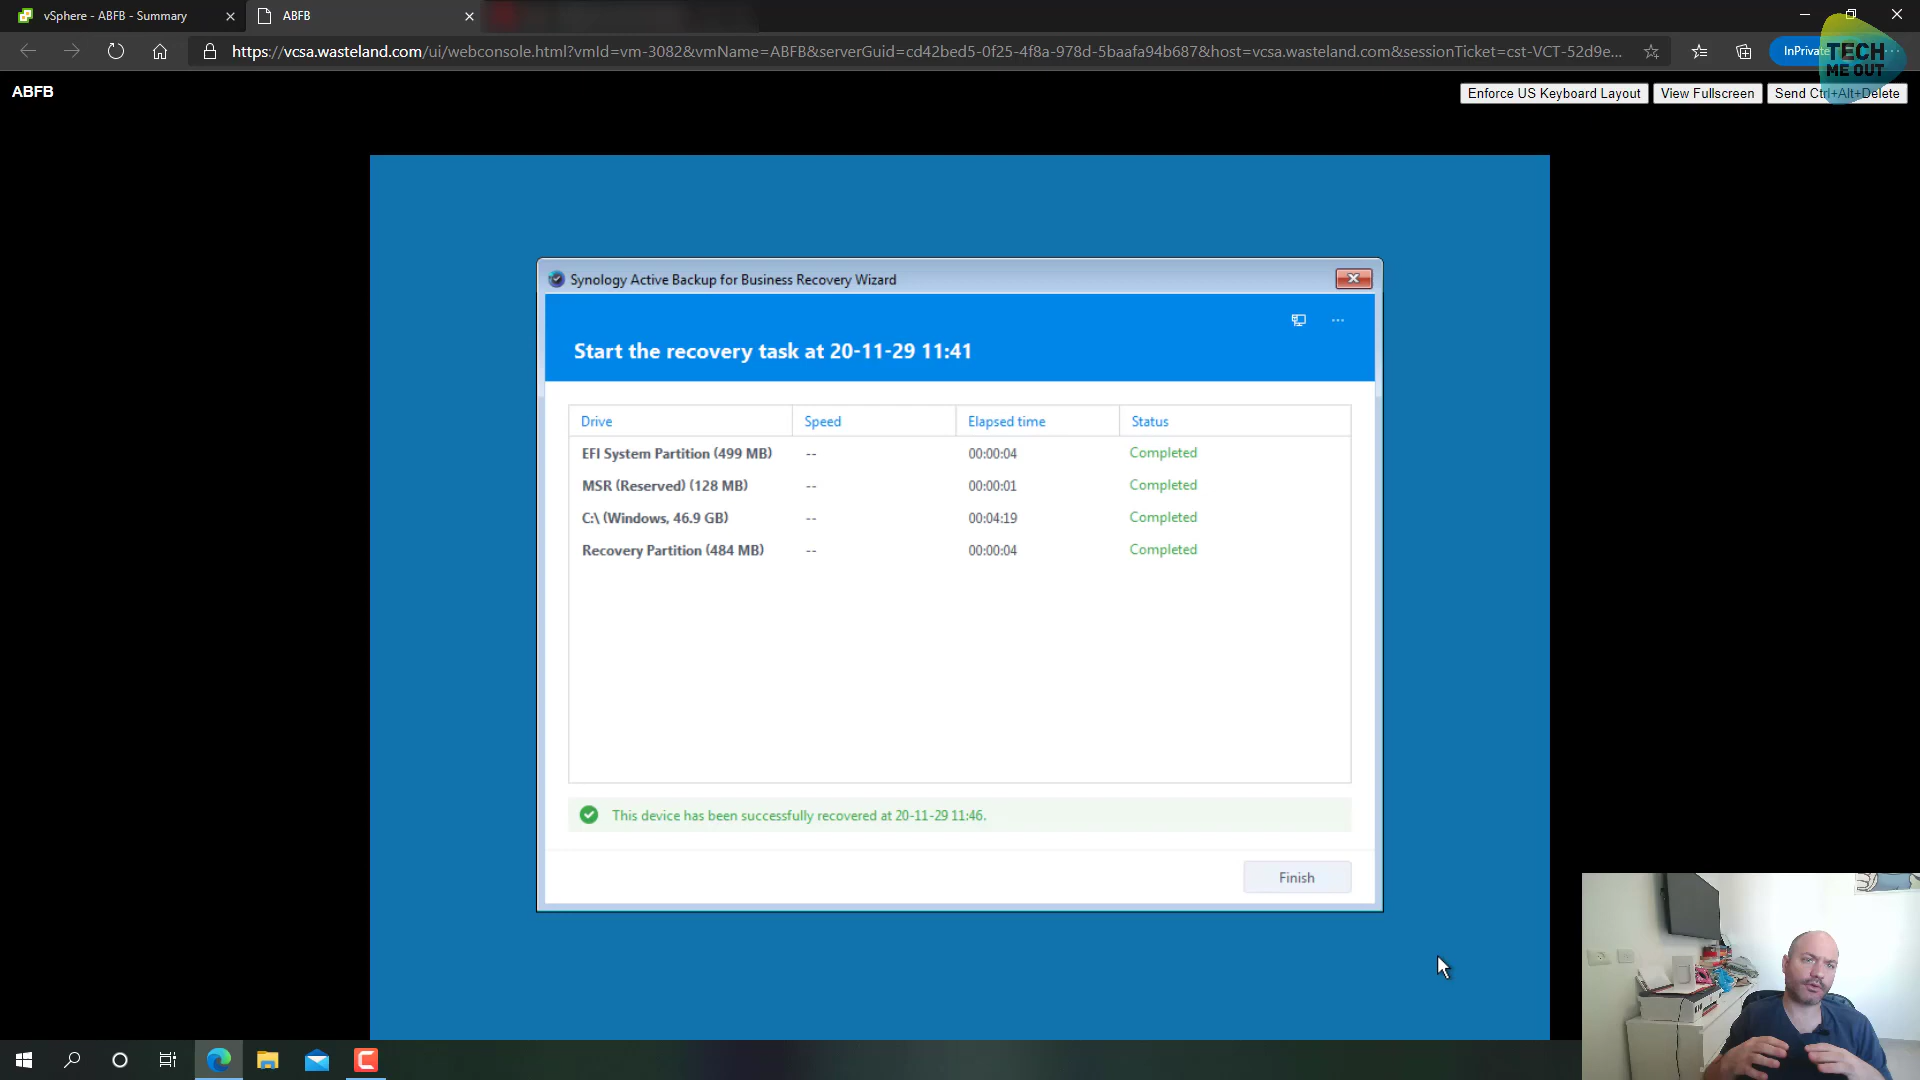 vSphere - ABFB - Summary
ABFB
https://vcsa.wasteland.com/ui/webconsole.html?vmId=vm-3082&vmName=ABFB&serverGuid=cd42bed5-0f25-4f8a-978d-5baafa94b687&host=vcsa.wasteland.com&sessionTicket=cst-VCT-52d9e...
InPrivate
TECH
ME OUT
ABFB
Enforce US Keyboard Layout
View Fullscreen
Send Ctrl+Alt+Delete
Synology Active Backup for Business Recovery Wizard
Start the recovery task at 20-11-29 11:41
Drive Speed Elapsed time Status
EFI System Partition (499 MB) -- 00:00:04 Completed
MSR (Reserved) (128 MB) -- 00:00:01 Completed
C:\ (Windows, 46.9 GB) -- 00:04:19 Completed
Recovery Partition (484 MB) -- 00:00:04 Completed
This device has been successfully recovered at 20-11-29 11:46.
Finish